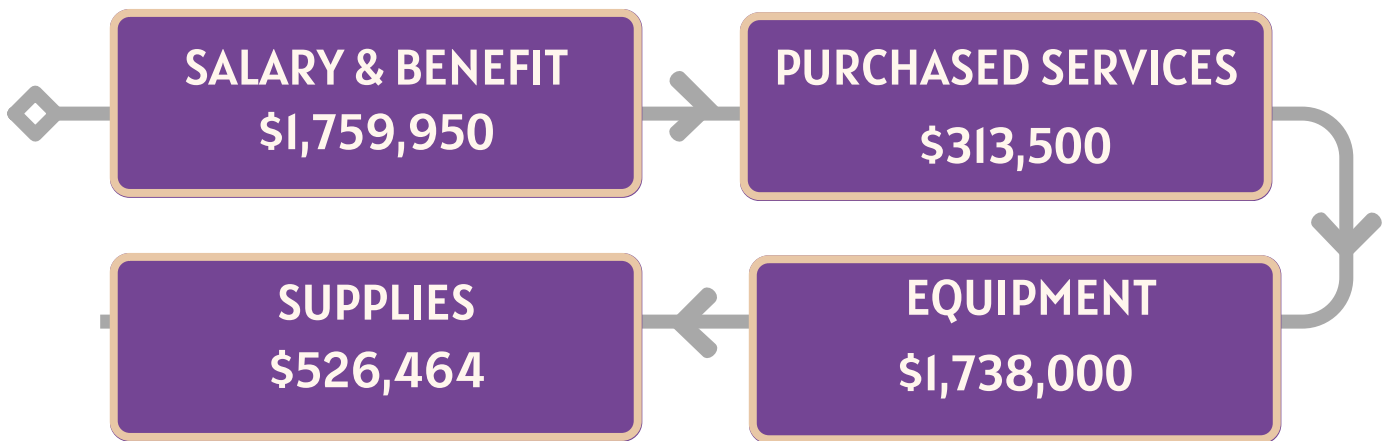 SALARY & BENEFIT
$1,759,950
PURCHASED SERVICES
$313,500
SUPPLIES
$526,464
EQUIPMENT
$1,738,000